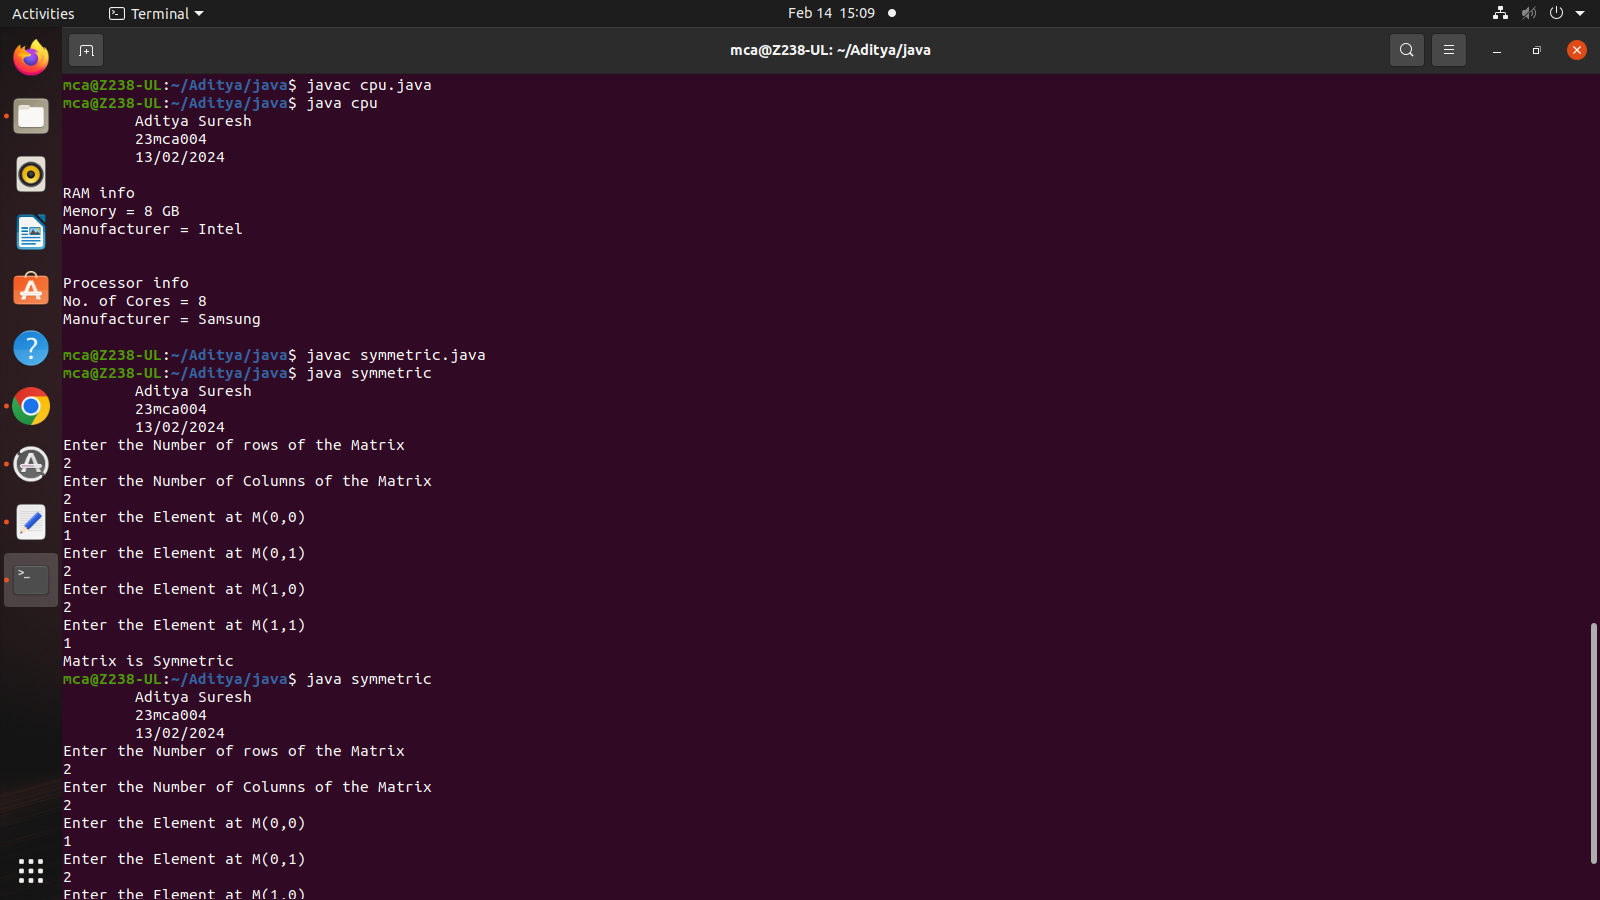 Activities
Terminal
Feb 14 15:09
mca@Z238-UL: ~/Aditya/java
mca@Z238-UL:~/Aditya/java$ javac cpu.java
mca@Z238-UL:~/Aditya/java$ java cpu
Aditya Suresh
23mca004
13/02/2024
RAM info
Memory = 8 GB
Manufacturer = Intel
Processor info
No. of Cores = 8
Manufacturer = Samsung
mca@Z238-UL:~/Aditya/java$ javac symmetric.java
mca@Z238-UL:~/Aditya/java$ java symmetric
Aditya Suresh
23mca004
13/02/2024
Enter the Number of rows of the Matrix
2
Enter the Number of Columns of the Matrix
2
Enter the Element at M(0,0)
1
Enter the Element at M(0,1)
2
Enter the Element at M(1,0)
2
Enter the Element at M(1,1)
1
Matrix is Symmetric
mca@Z238-UL:~/Aditya/java$ java symmetric
Aditya Suresh
23mca004
13/02/2024
Enter the Number of rows of the Matrix
2
Enter the Number of Columns of the Matrix
2
Enter the Element at M(0,0)
1
Enter the Element at M(0,1)
2
Enter the Element at M(1,0)